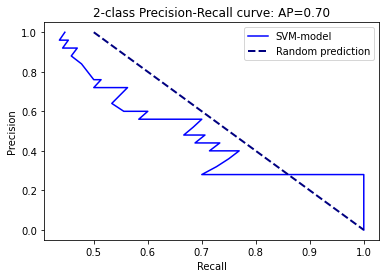 2-class Precision-Recall curve: AP=0.70
SVM-model
Random prediction
Precision
1.0
0.8
0.6
0.4
0.2
0.0
0.5 0.6 0.7 0.8 0.9 1.0
Recall